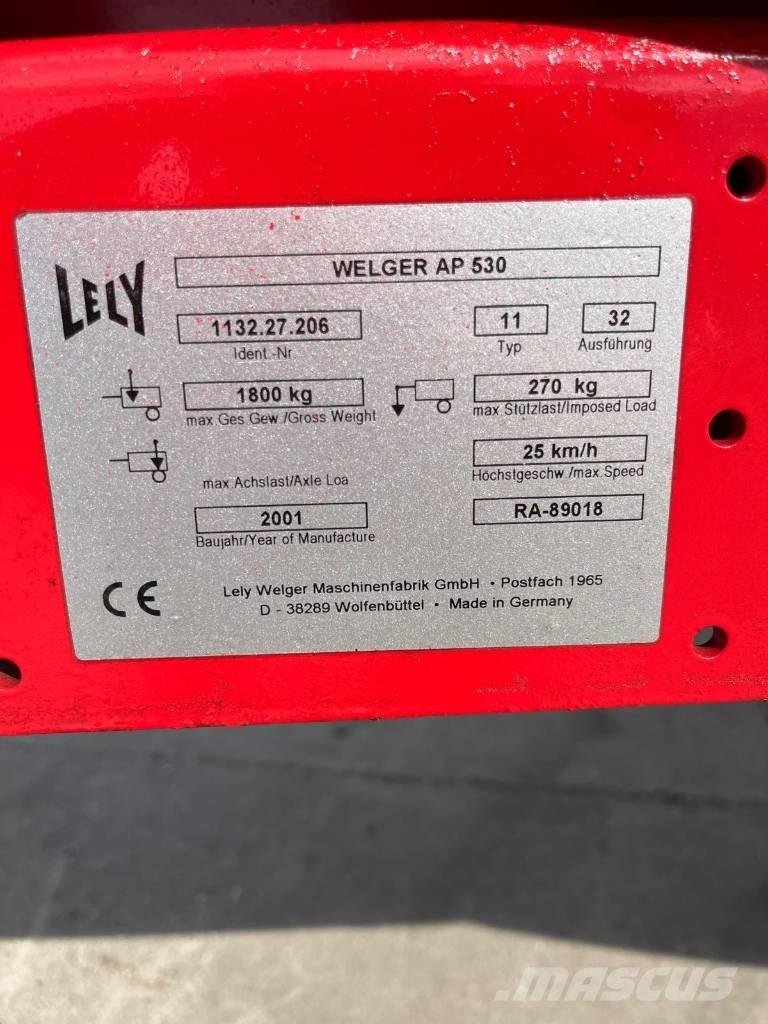 LELY
WELGER AP 530
1132.27.206
11
32
Ident.-Nr
Typ
Ausführung
1800 kg
270 kg
max Ges Gew /Gross Weight
max Stützlast/Imposed Load
25 km/h
max Achslast/Axle Loa
Höchstgeschw /max.Speed
2001
RA-89018
Baujahr/Year of Manufacture
CE
Lely Welger Maschinenfabrik GmbH • Postfach 1965
D - 38289 Wolfenbüttel • Made in Germany
MASCUS